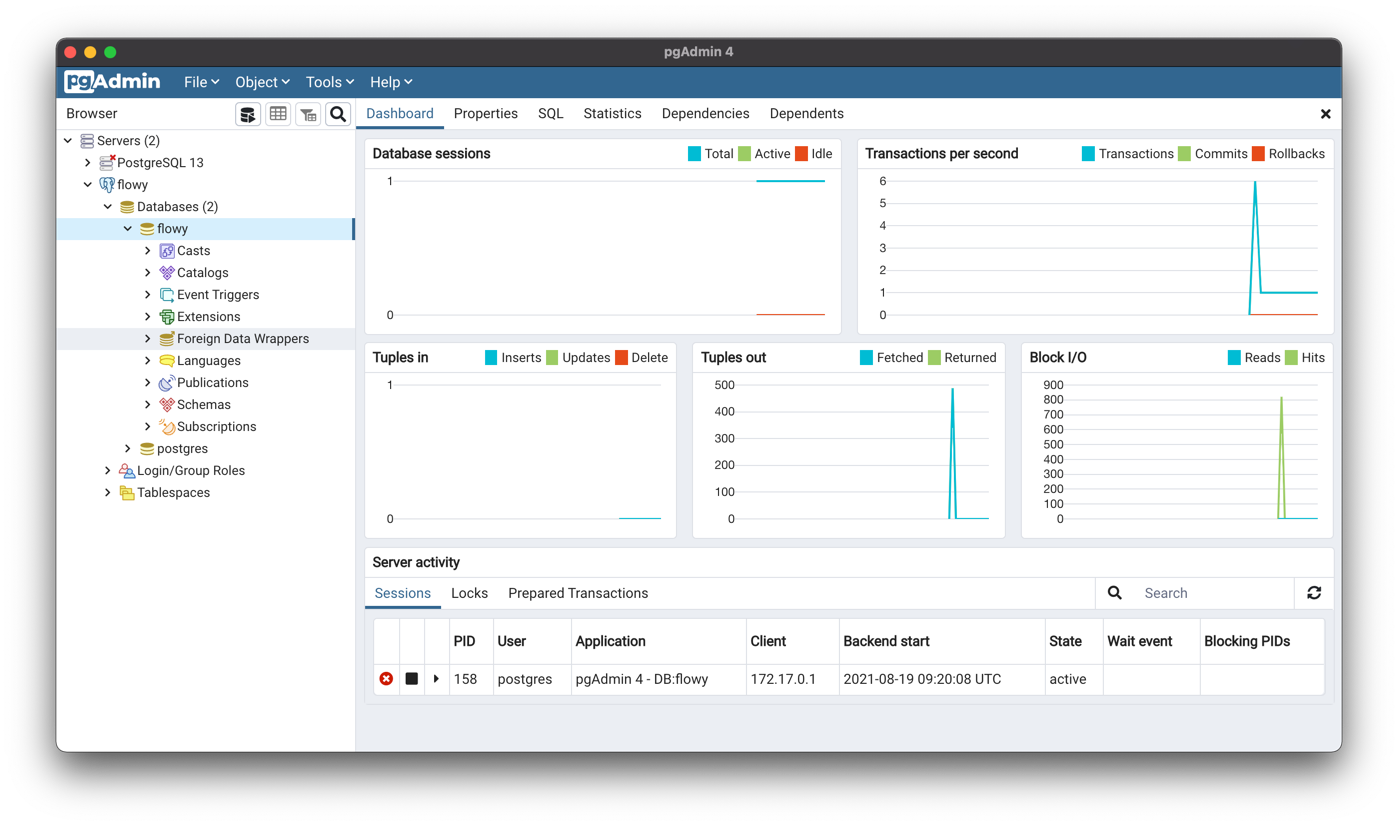 pgAdmin 4
pgAdmin File Object Tools Help
Browser
Dashboard Properties SQL Statistics Dependencies Dependents
Servers (2)
PostgreSQL 13
flowy
Databases (2)
flowy
Casts
Catalogs
Event Triggers
Extensions
Foreign Data Wrappers
Languages
Publications
Schemas
Subscriptions
postgres
Login/Group Roles
Tablespaces
Database sessions Total Active Idle
1
0
Transactions per second Transactions Commits Rollbacks
6
5
4
3
2
1
0
Tuples in Inserts Updates Delete
1
0
Tuples out Fetched Returned
500
400
300
200
100
0
Block I/O Reads Hits
900
800
700
600
500
400
300
200
100
0
Server activity
Sessions Locks Prepared Transactions Search
PID User Application Client Backend start State Wait event Blocking PIDs
158 postgres pgAdmin 4 - DB:flowy 172.17.0.1 2021-08-19 09:20:08 UTC active